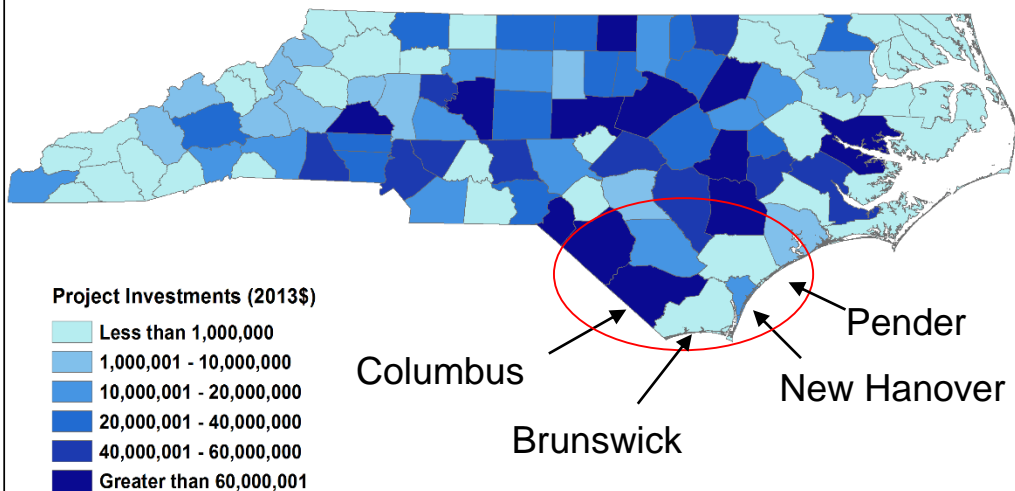 Project Investments (2013$)
Less than 1,000,000
1,000,001 - 10,000,000
10,000,001 - 20,000,000
20,000,001 - 40,000,000
40,000,001 - 60,000,000
Greater than 60,000,001
Columbus
Brunswick
Pender
New Hanover